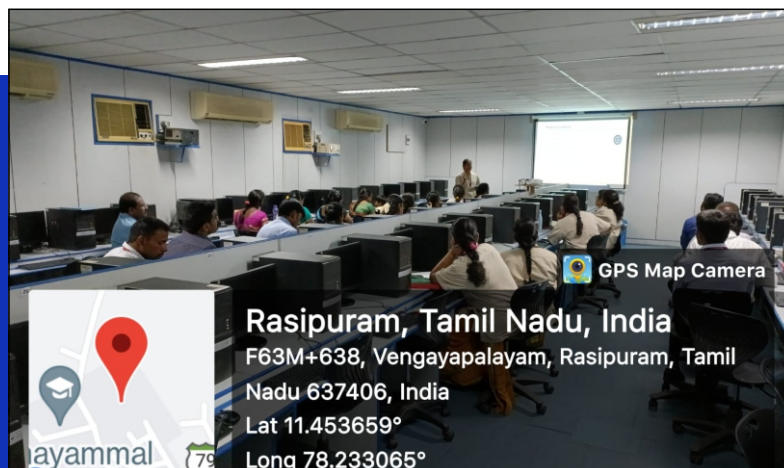 GPS Map Camera
Rasipuram, Tamil Nadu, India
F63M+638, Vengayapalayam, Rasipuram, Tamil
Nadu 637406, India
Lat 11.453659°
Long 78.233065°
ayammal
79